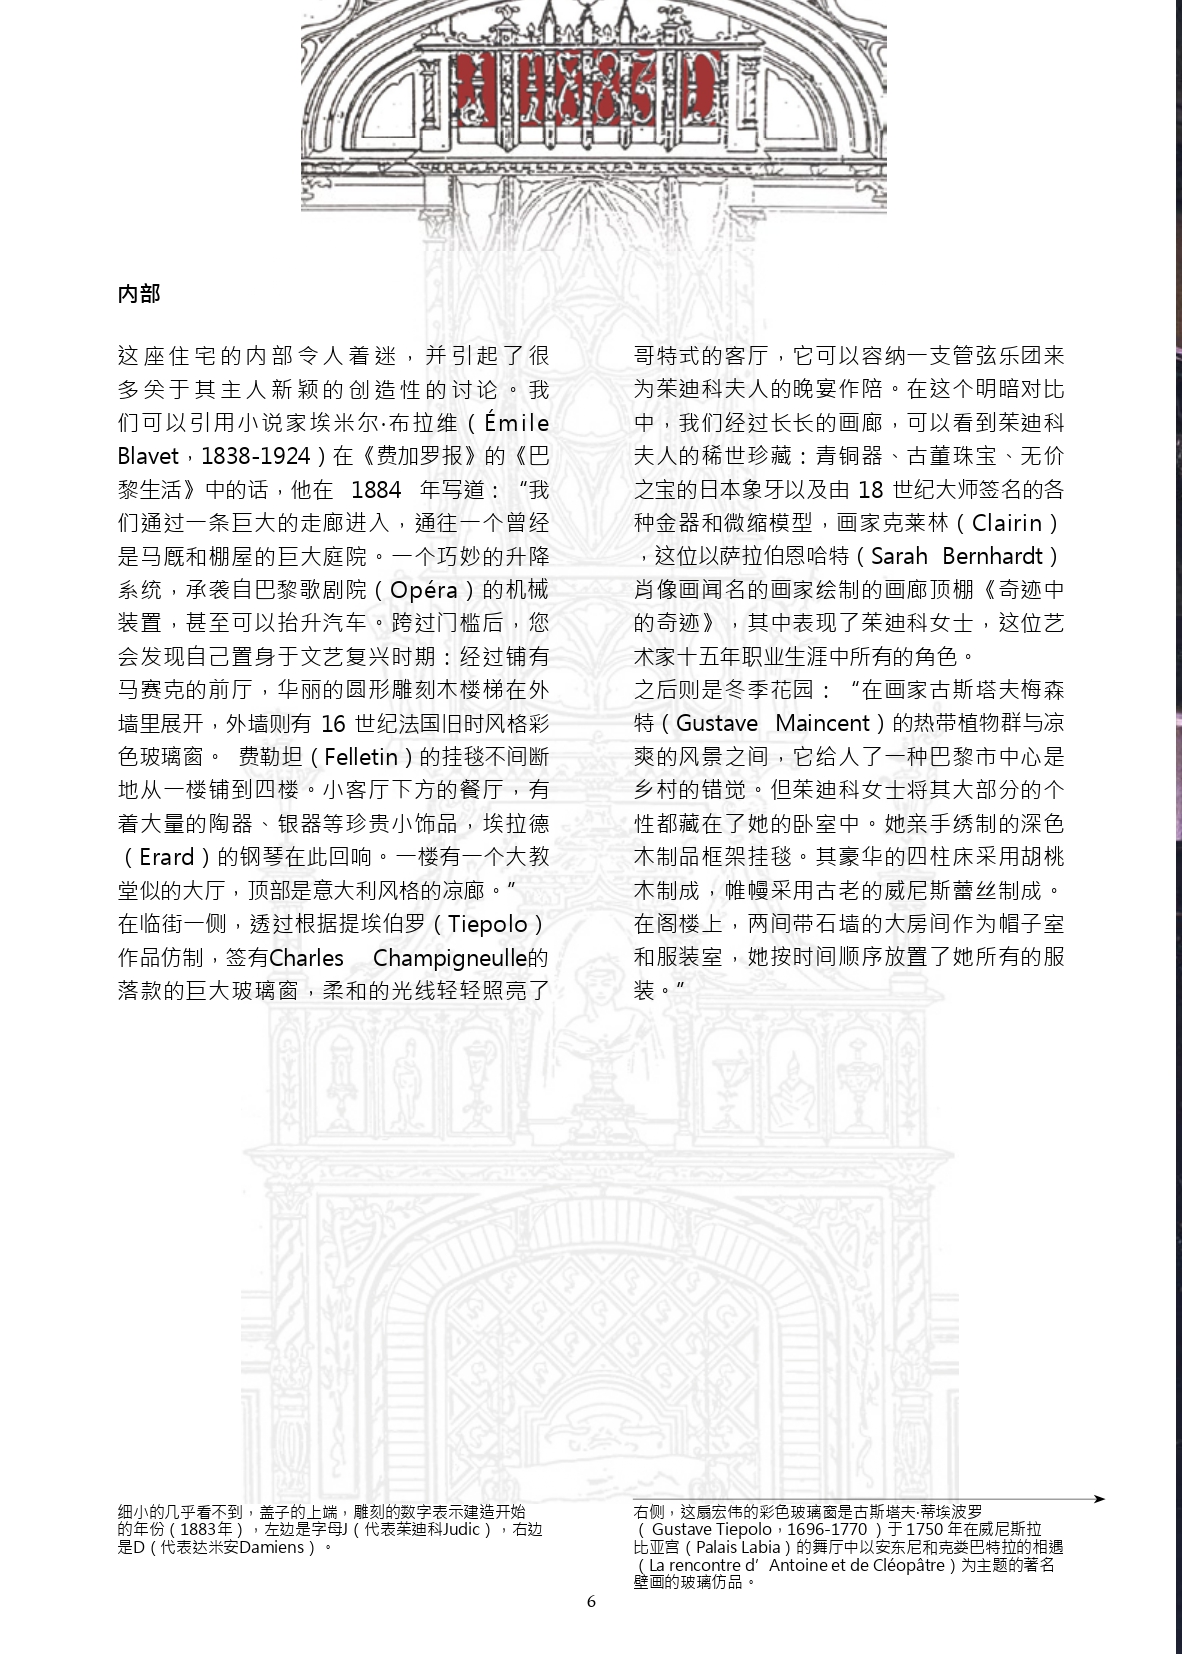 J 1883 D
内部
这座住宅的内部令人着迷，并引起了很
多关于其主人新颖的创造性的讨论。我
们可以引用小说家埃米尔·布拉维（Émile
Blavet，1838-1924）在《费加罗报》的《巴
黎生活》中的话，他在 1884 年写道：“我
们通过一条巨大的走廊进入，通往一个曾经
是马厩和棚屋的巨大庭院。一个巧妙的升降
系统，承袭自巴黎歌剧院（Opéra）的机械
装置，甚至可以抬升汽车。跨过门槛后，您
会发现自己置身于文艺复兴时期：经过铺有
马赛克的前厅，华丽的圆形雕刻木楼梯在外
墙里展开，外墙则有 16 世纪法国旧时风格彩
色玻璃窗。 费勒坦（Felletin）的挂毯不间断
地从一楼铺到四楼。小客厅下方的餐厅，有
着大量的陶器、银器等珍贵小饰品，埃拉德
（Erard）的钢琴在此回响。一楼有一个大教
堂似的大厅，顶部是意大利风格的凉廊。”
在临街一侧，透过根据提埃伯罗（Tiepolo）
作品仿制，签有Charles Champigneulle的
落款的巨大玻璃窗，柔和的光线轻轻照亮了
哥特式的客厅，它可以容纳一支管弦乐团来
为茱迪科夫人的晚宴作陪。在这个明暗对比
中，我们经过长长的画廊，可以看到茱迪科
夫人的稀世珍藏：青铜器、古董珠宝、无价
之宝的日本象牙以及由 18 世纪大师签名的各
种金器和微缩模型，画家克莱林（Clairin）
，这位以萨拉伯恩哈特（Sarah Bernhardt）
肖像画闻名的画家绘制的画廊顶棚《奇迹中
的奇迹》，其中表现了茱迪科女士，这位艺
术家十五年职业生涯中所有的角色。
之后则是冬季花园：“在画家古斯塔夫梅森
特（Gustave Maincent）的热带植物群与凉
爽的风景之间，它给人了一种巴黎市中心是
乡村的错觉。但茱迪科女士将其大部分的个
性都藏在了她的卧室中。她亲手绣制的深色
木制品框架挂毯。其豪华的四柱床采用胡桃
木制成，帷幔采用古老的威尼斯蕾丝制成。
在阁楼上，两间带石墙的大房间作为帽子室
和服装室，她按时间顺序放置了她所有的服
装。“
细小的几乎看不到，盖子的上端，雕刻的数字表示建造开始
的年份（1883年），左边是字母J（代表茱迪科Judic），右边
是D（代表达米安Damiens）。
右侧，这扇宏伟的彩色玻璃窗是古斯塔夫·蒂埃波罗
（ Gustave Tiepolo，1696-1770 ）于 1750 年在威尼斯拉
比亚宫（Palais Labia）的舞厅中以安东尼和克娄巴特拉的相遇
（La rencontre d’Antoine et de Cléopâtre）为主题的著名
壁画的玻璃仿品。
6